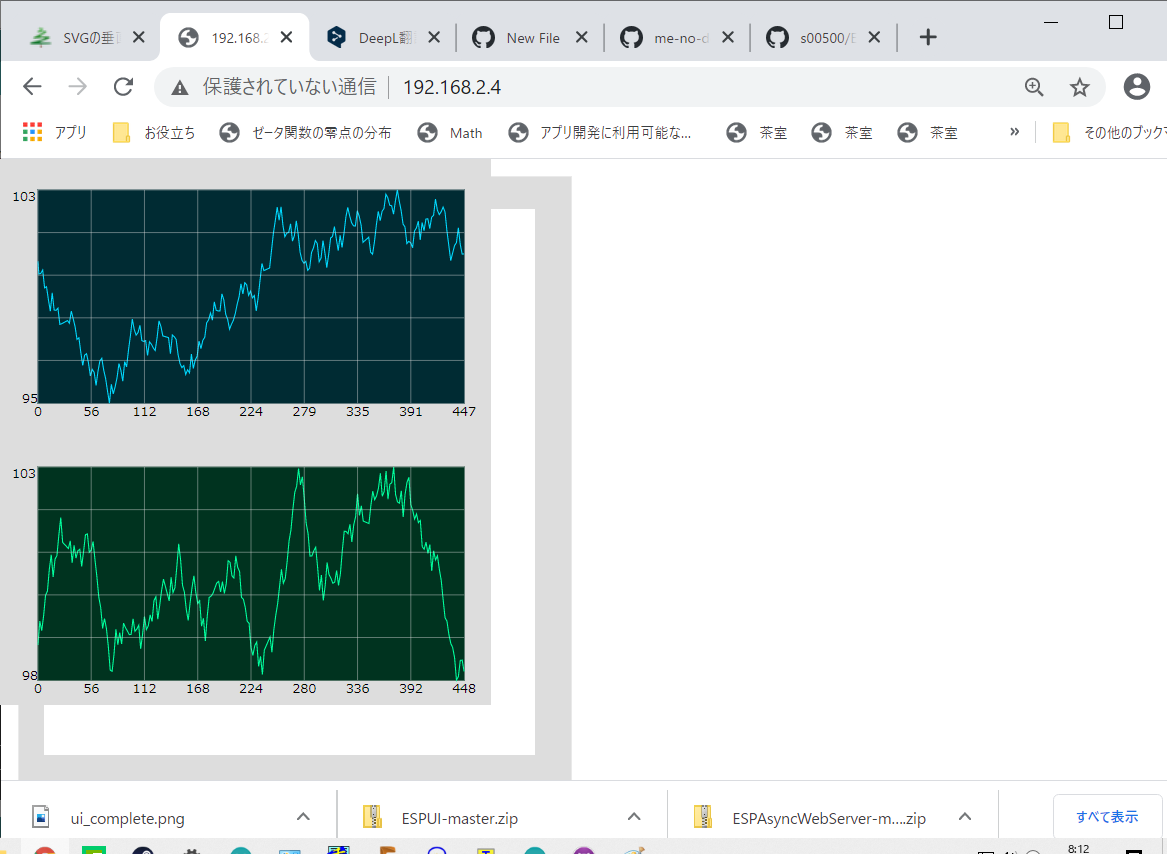 SVGの垂
192.168.2
DeepL翻
New File
me-no-d
s00500/E
保護されていない通信 192.168.2.4
アプリ お役立ち ゼータ関数の零点の分布 Math アプリ開発に利用可能な... 茶室 茶室 茶室 » その他のブックマ
103
95
0 56 112 168 224 279 335 391 447
103
98
0 56 112 168 224 280 336 392 448
ui_complete.png ESPUI-master.zip ESPAsyncWebServer-m....zip すべて表示
8:12